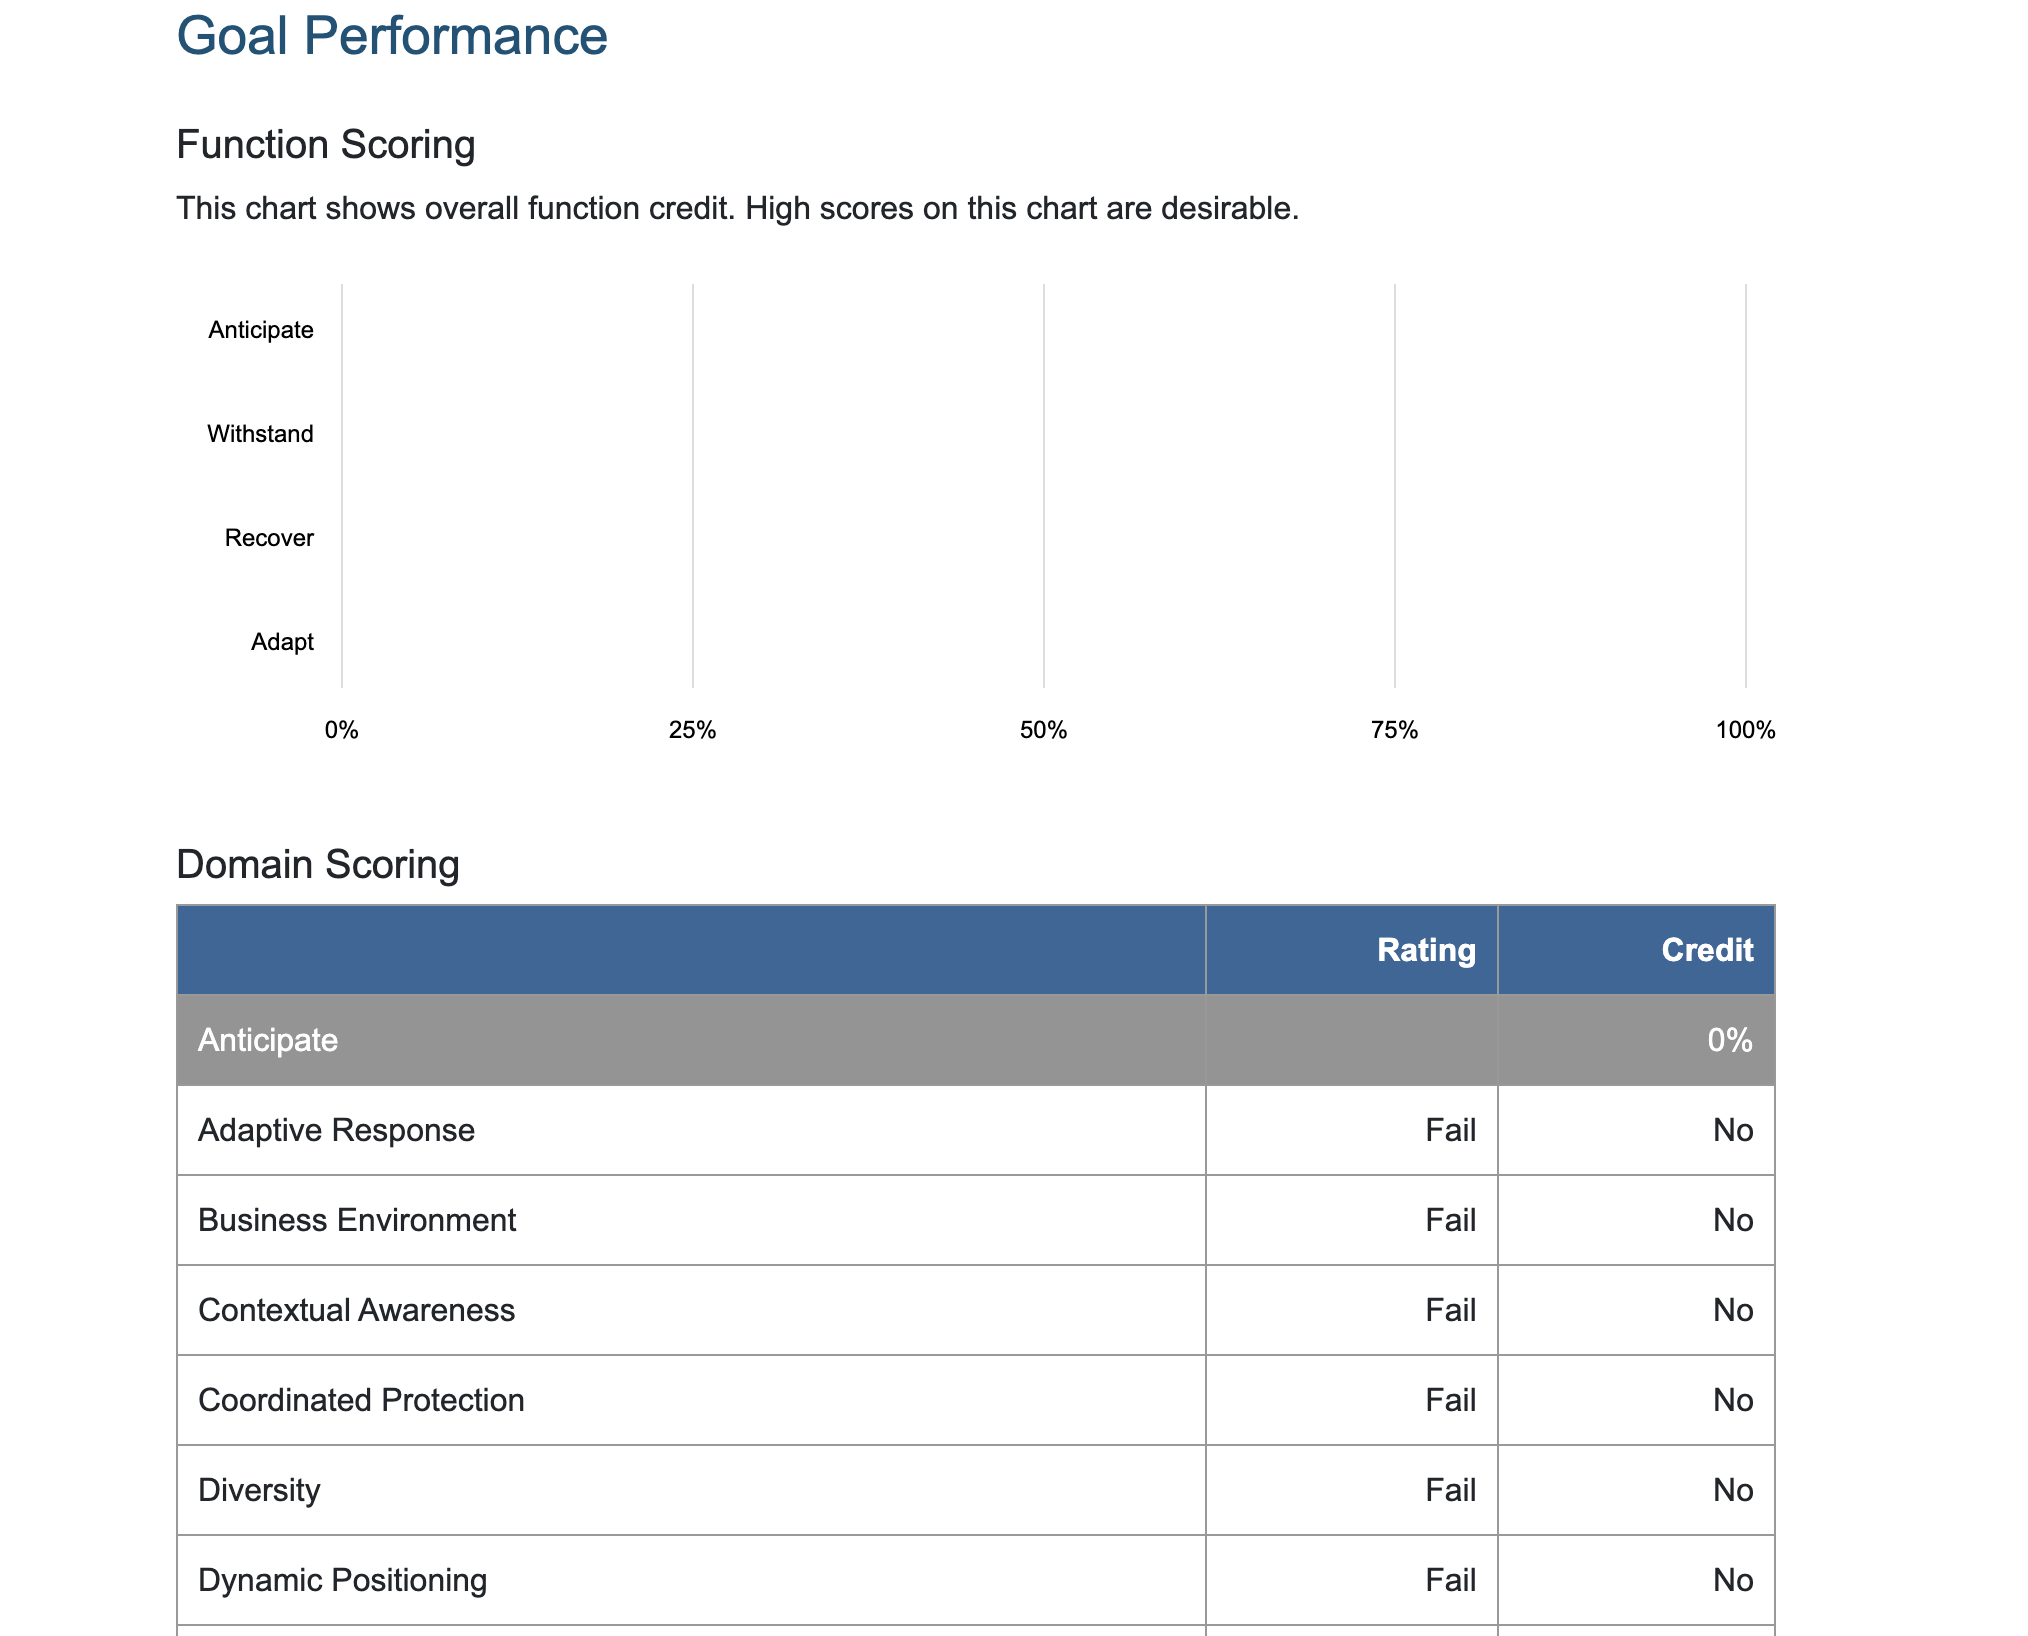 Goal Performance
Function Scoring
This chart shows overall function credit. High scores on this chart are desirable.
Anticipate
Withstand
Recover
Adapt
0% 25% 50% 75% 100%
Domain Scoring
Rating Credit
Anticipate 0%
Adaptive Response Fail No
Business Environment Fail No
Contextual Awareness Fail No
Coordinated Protection Fail No
Diversity Fail No
Dynamic Positioning Fail No